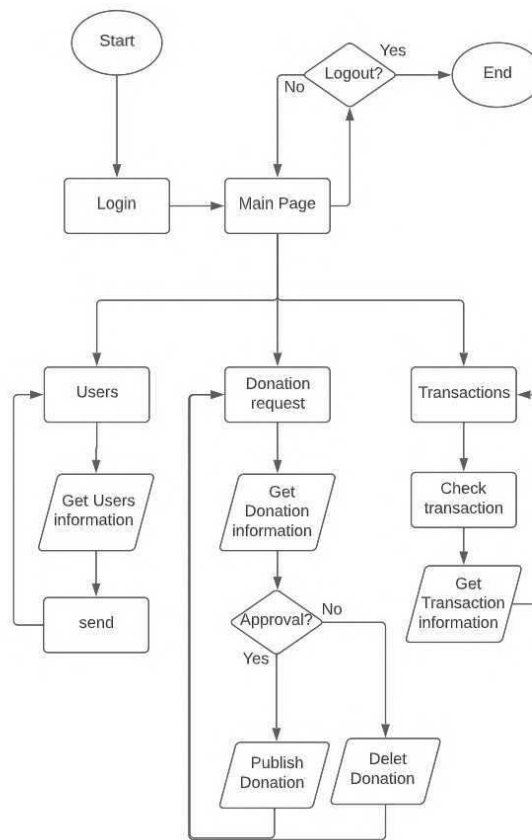 Start
Yes
Logout?
End
No
Login
Main Page
Users
Donation
request
Transactions
Get Users
information
Get
Donation
information
Check
transaction
send
Approval?
No
Yes
Get
Transaction
information
Publish
Donation
Delet
Donation